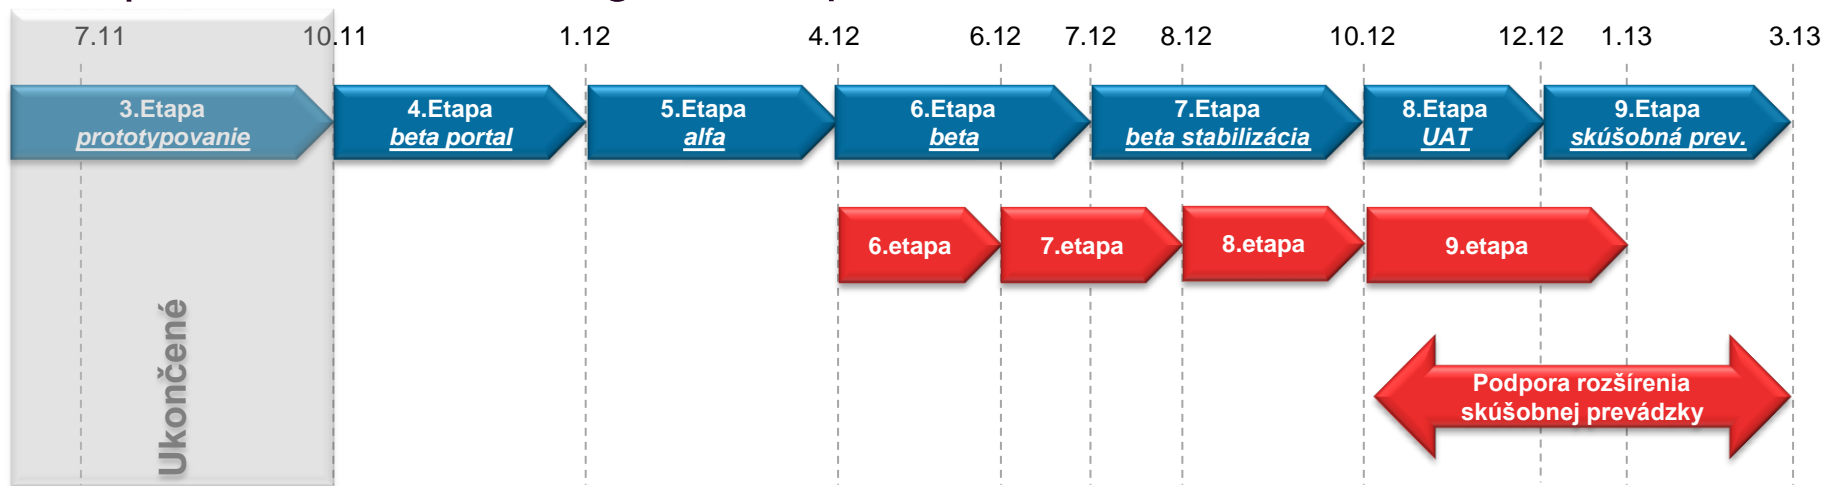 7.11 10.11 1.12 4.12 6.12 7.12 8.12 10.12 12.12 1.13 3.13
3.Etapa
prototypovanie
4.Etapa
beta portal
5.Etapa
alfa
6.Etapa
beta
7.Etapa
beta stabilizácia
8.Etapa
UAT
9.Etapa
skúšobná prev.
6.etapa
7.etapa
8.etapa
9.etapa
Ukončené
Podpora rozšírenia
skúšobnej prevádzky